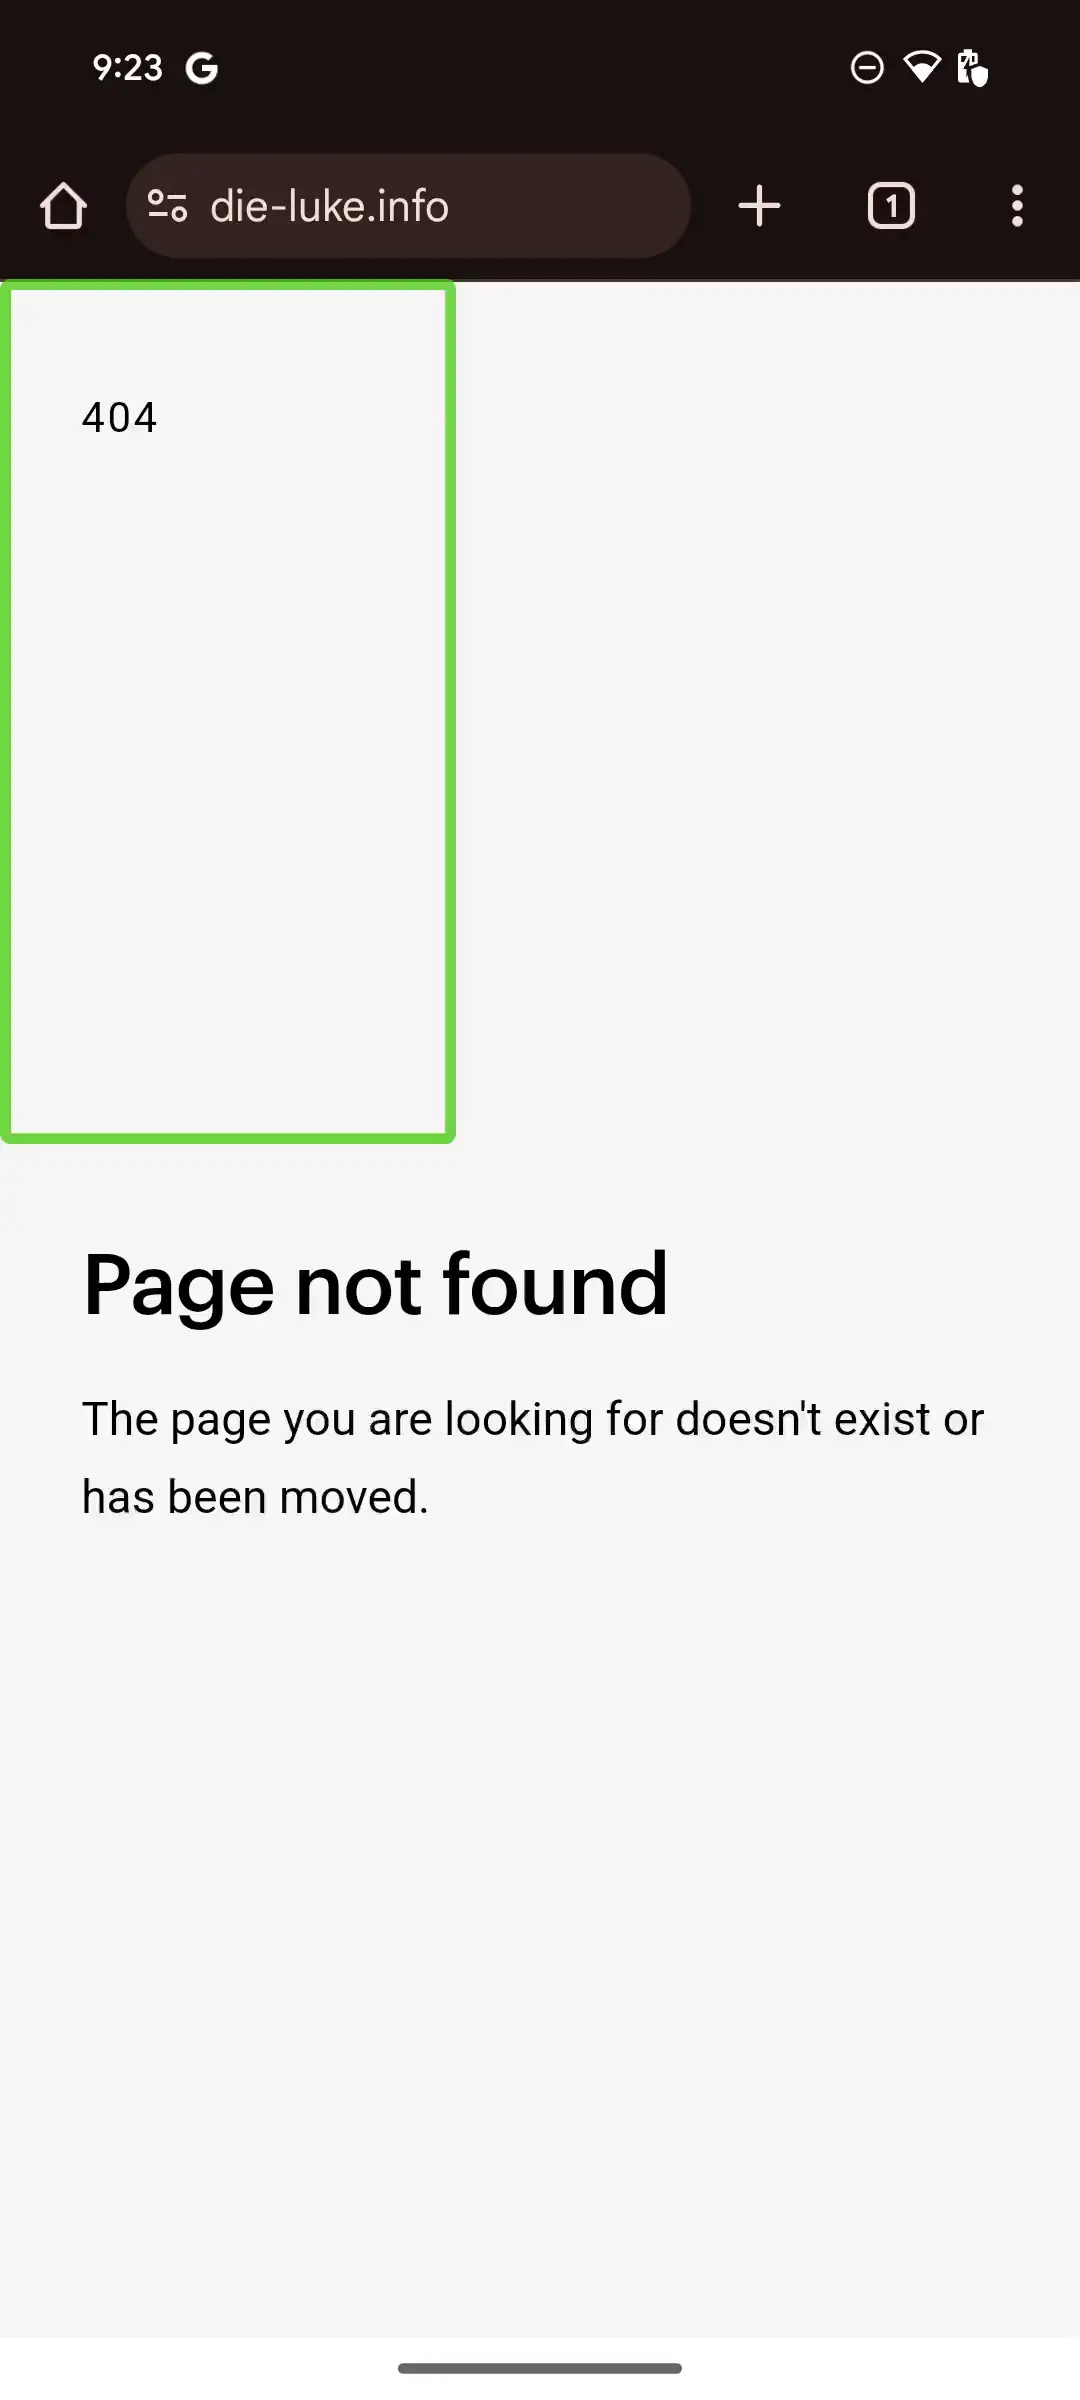 9:23
die-luke.info
1
404
Page not found
The page you are looking for doesn't exist or
has been moved.